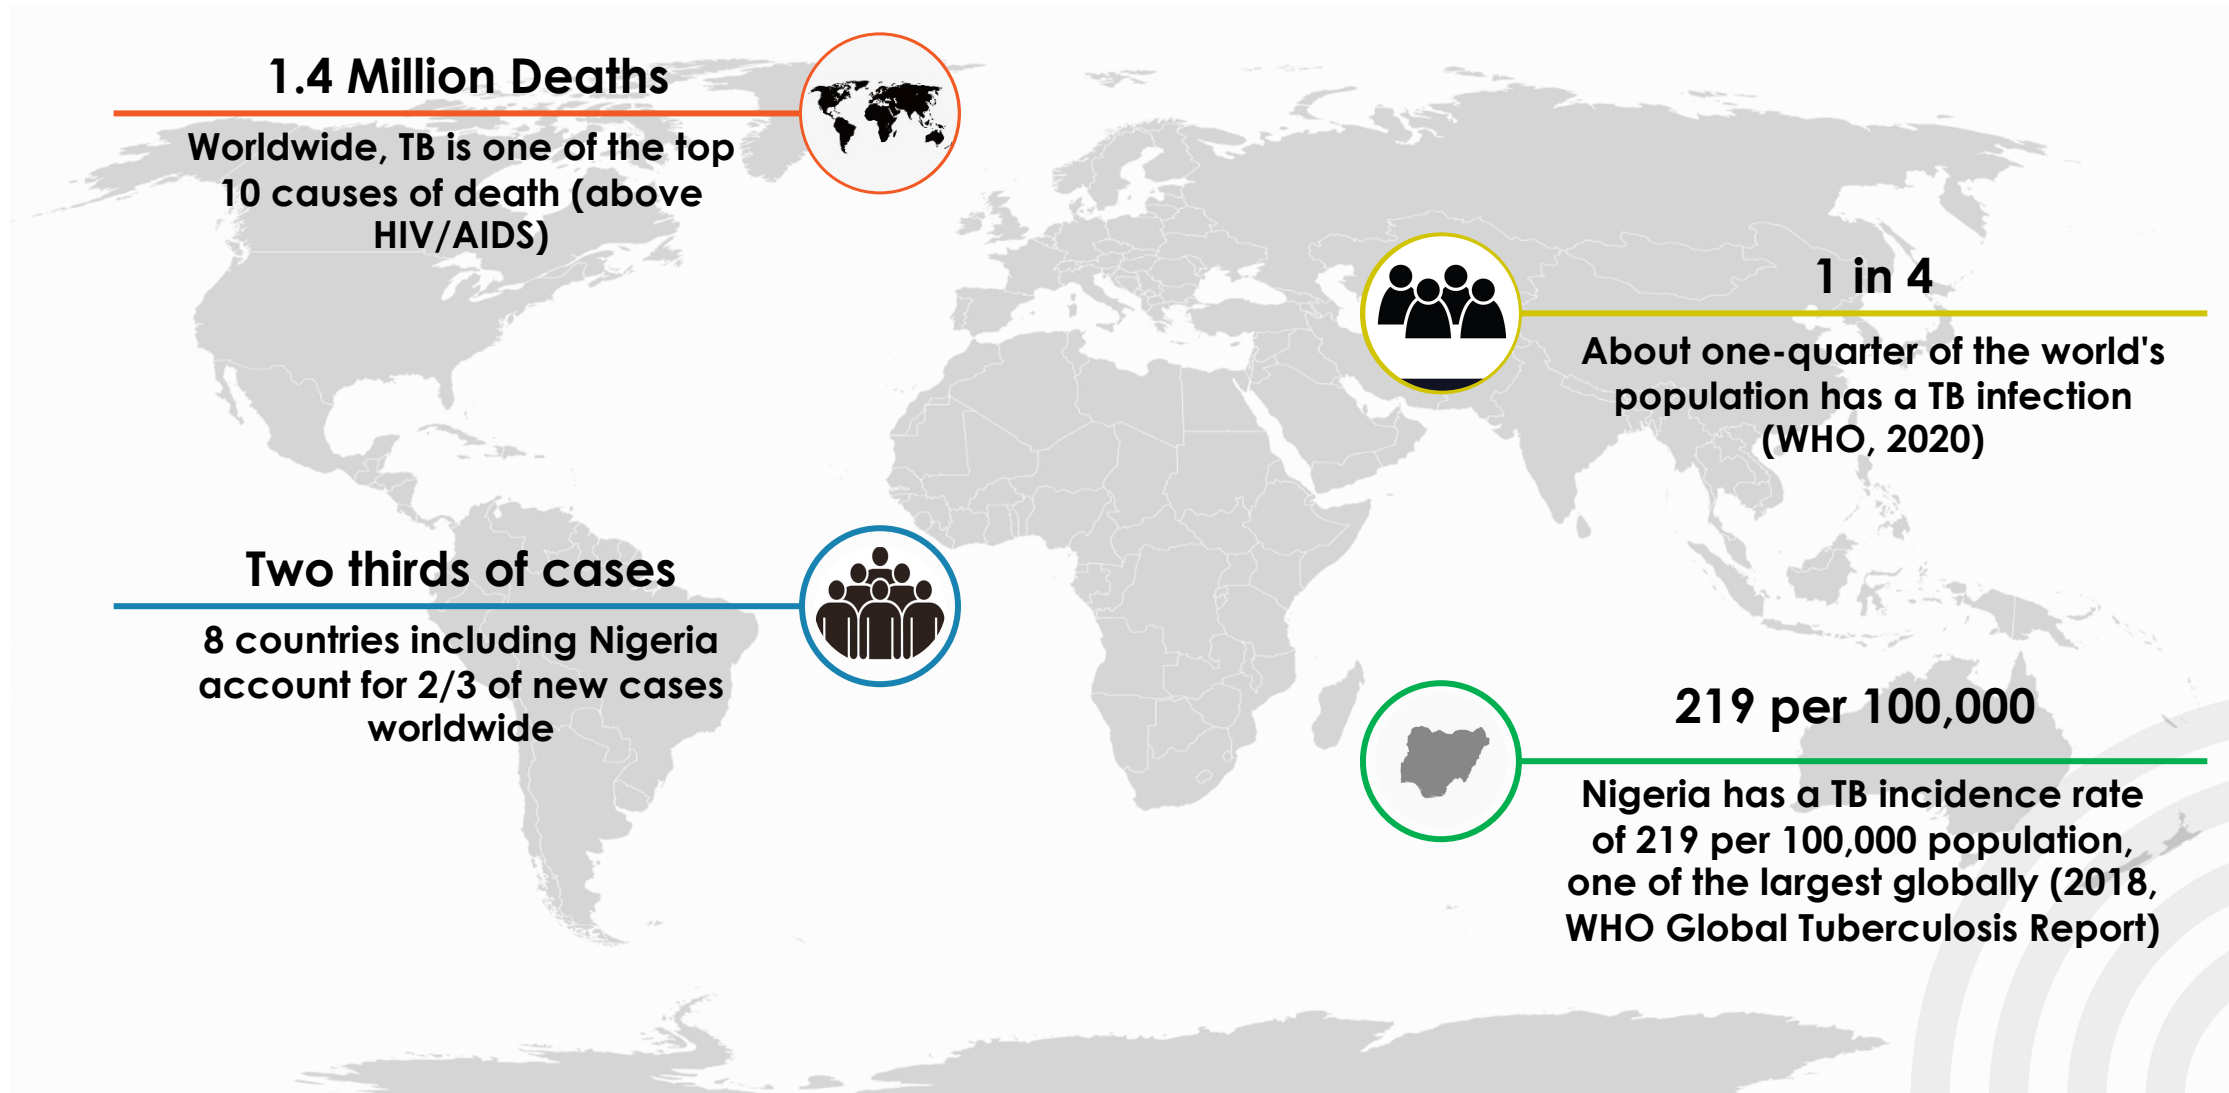 1.4 Million Deaths
Worldwide, TB is one of the top
10 causes of death (above
HIV/AIDS)
1 in 4
About one-quarter of the world's
population has a TB infection
(WHO, 2020)
Two thirds of cases
8 countries including Nigeria
account for 2/3 of new cases
worldwide
219 per 100,000
Nigeria has a TB incidence rate
of 219 per 100,000 population,
one of the largest globally (2018,
WHO Global Tuberculosis Report)